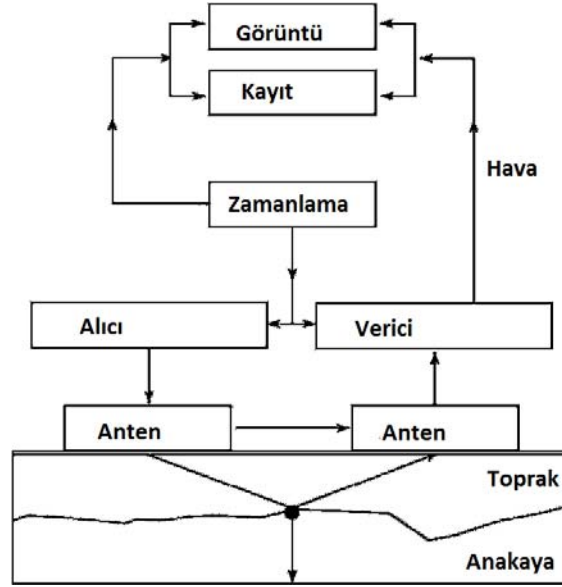 Görüntü
Kayıt
Hava
Zamanlama
Alıcı
Verici
Anten
Anten
Toprak
Anakaya